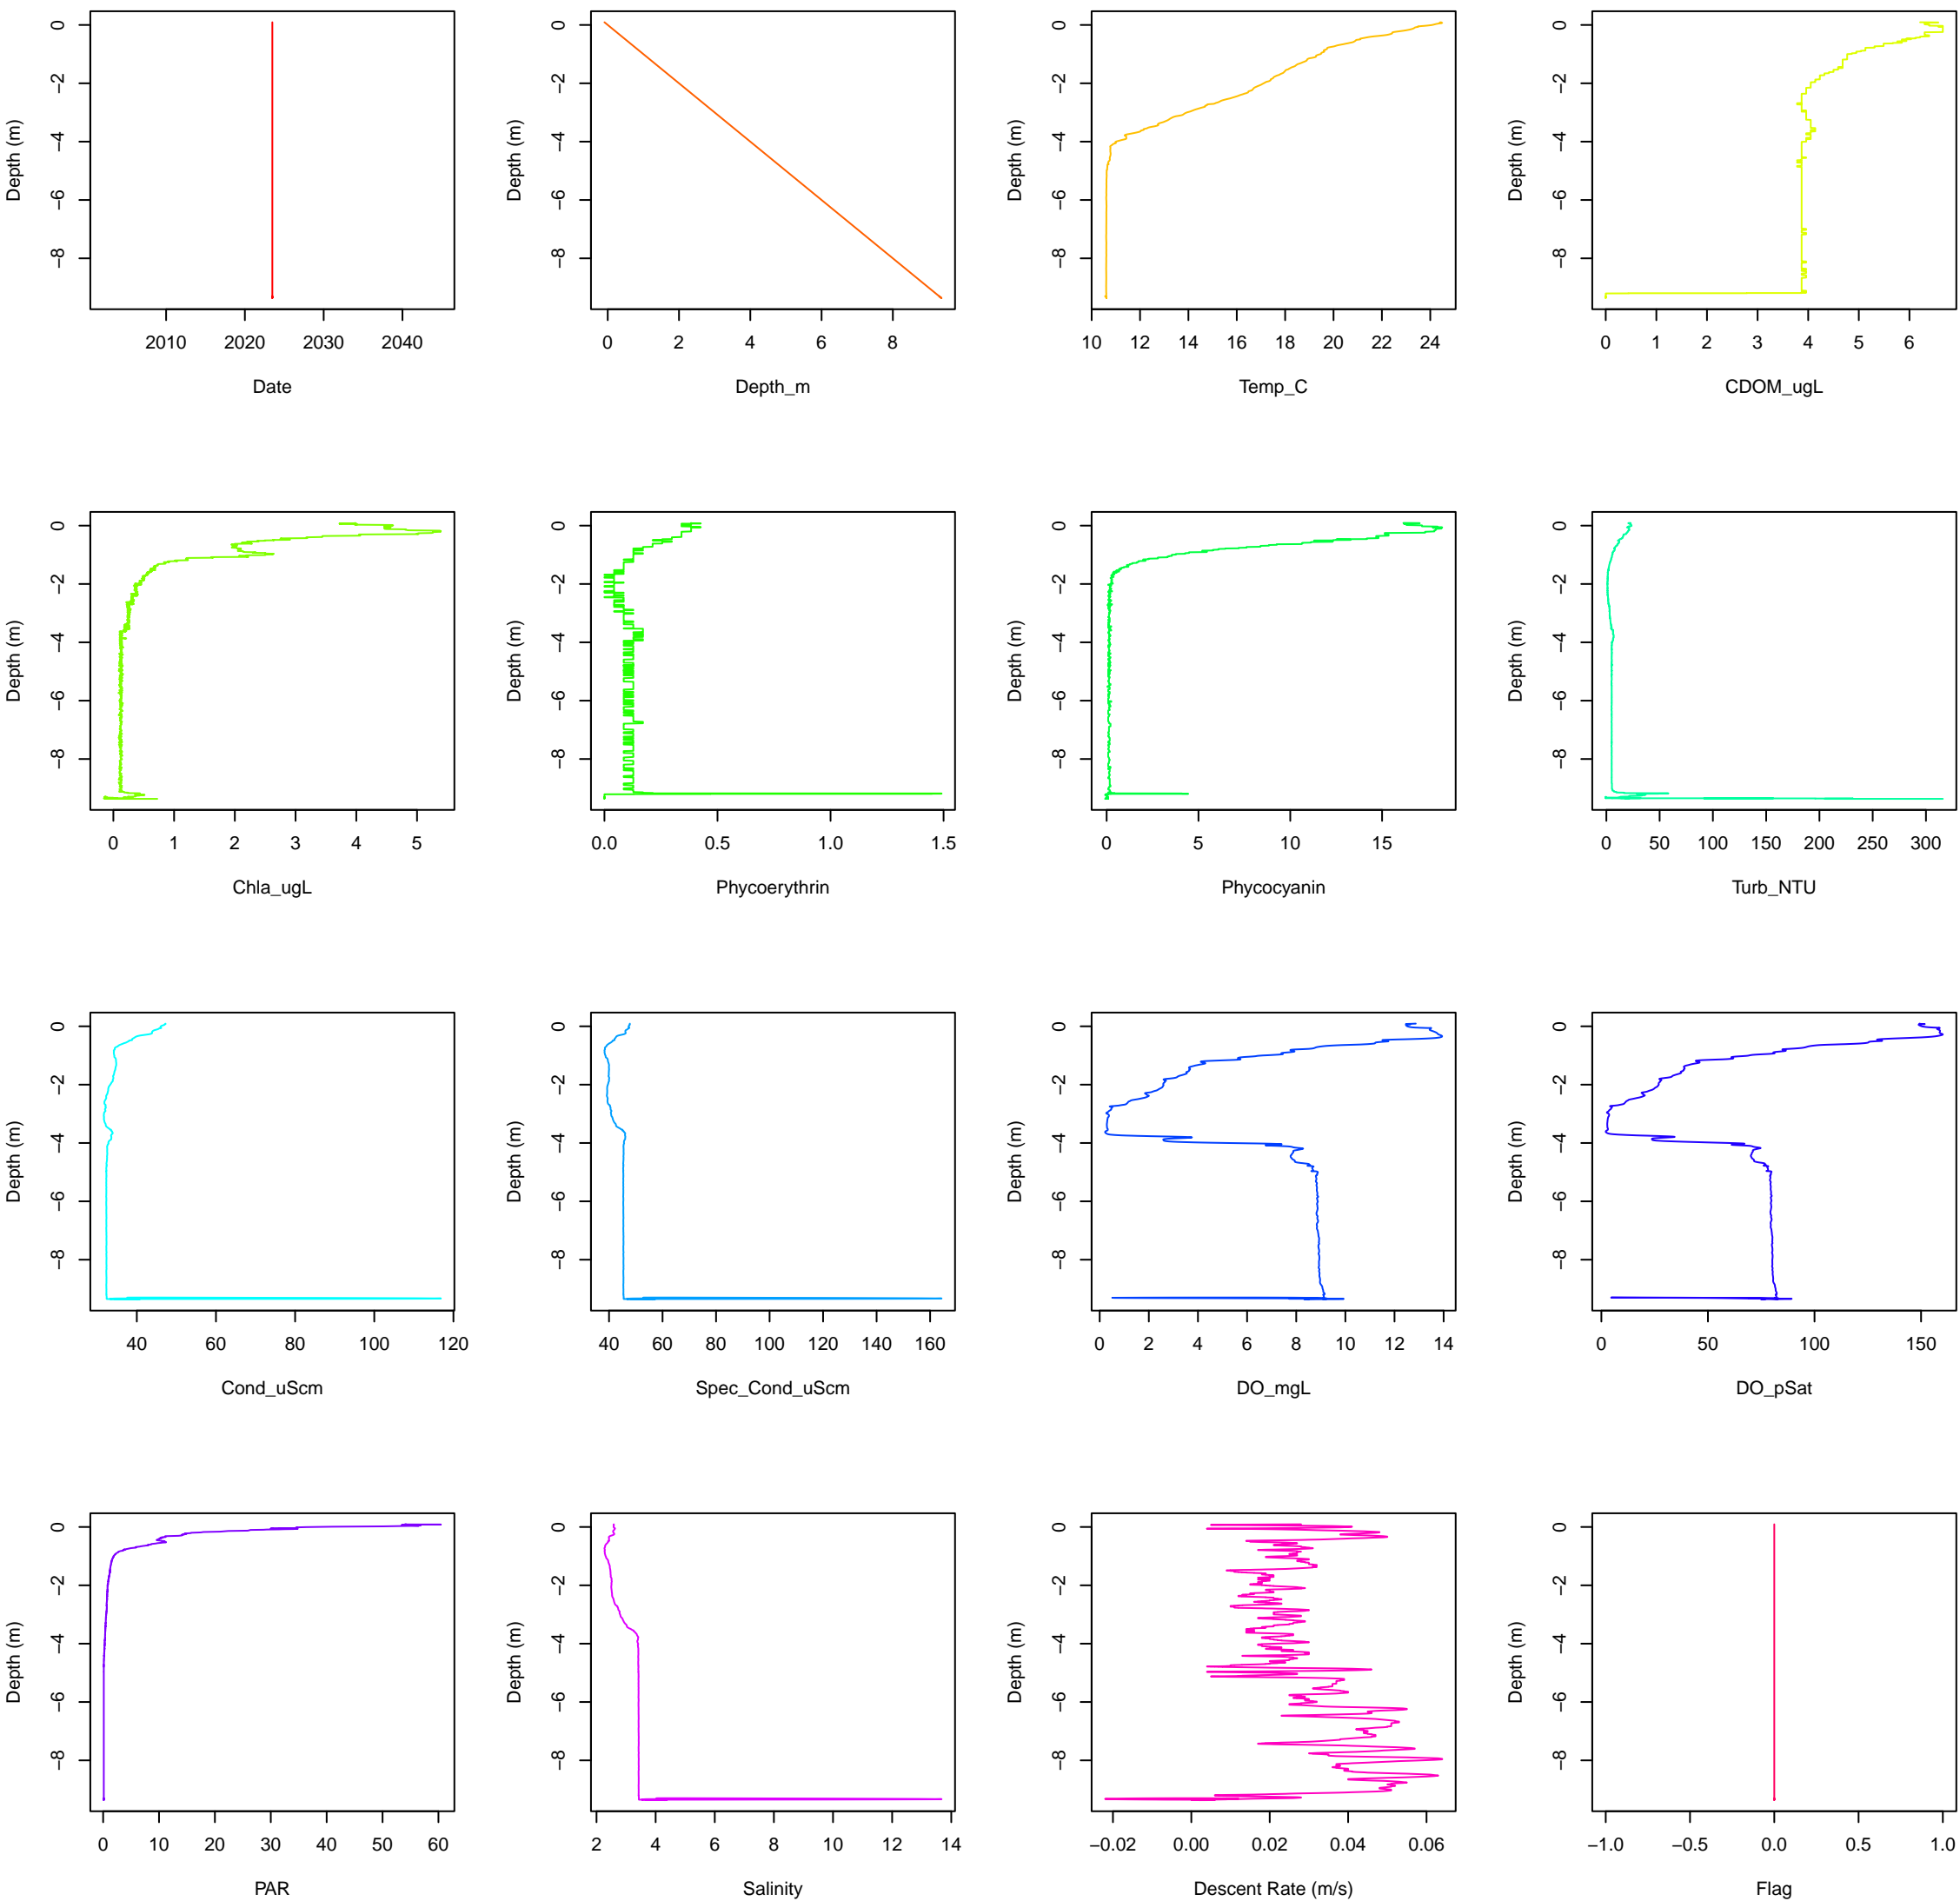 0 0 0 0
−2 −2 −2 −2
Depth (m) Depth (m) Depth (m) Depth (m)
−4 −4 −4 −4
−6 −6 −6 −6
−8 −8 −8 −8
2010 2020 2030 2040 0 2 4 6 8 10 12 14 16 18 20 22 24 0 1 2 3 4 5 6
Date Depth_m Temp_C CDOM_ugL
0 0 0 0
−2 −2 −2 −2
Depth (m) Depth (m) Depth (m) Depth (m)
−4 −4 −4 −4
−6 −6 −6 −6
−8 −8 −8 −8
0 1 2 3 4 5 0.0 0.5 1.0 1.5 0 5 10 15 0 50 100 150 200 250 300
Chla_ugL Phycoerythrin Phycocyanin Turb_NTU
0 0 0 0
−2 −2 −2 −2
Depth (m) Depth (m) Depth (m) Depth (m)
−4 −4 −4 −4
−6 −6 −6 −6
−8 −8 −8 −8
40 60 80 100 120 40 60 80 100 120 140 160 0 2 4 6 8 10 12 14 0 50 100 150
Cond_uScm Spec_Cond_uScm DO_mgL DO_pSat
0 0 0 0
−2 −2 −2 −2
Depth (m) Depth (m) Depth (m) Depth (m)
−4 −4 −4 −4
−6 −6 −6 −6
−8 −8 −8 −8
0 10 20 30 40 50 60 2 4 6 8 10 12 14 −0.02 0.00 0.02 0.04 0.06 −1.0 −0.5 0.0 0.5 1.0
PAR Salinity Descent Rate (m/s) Flag